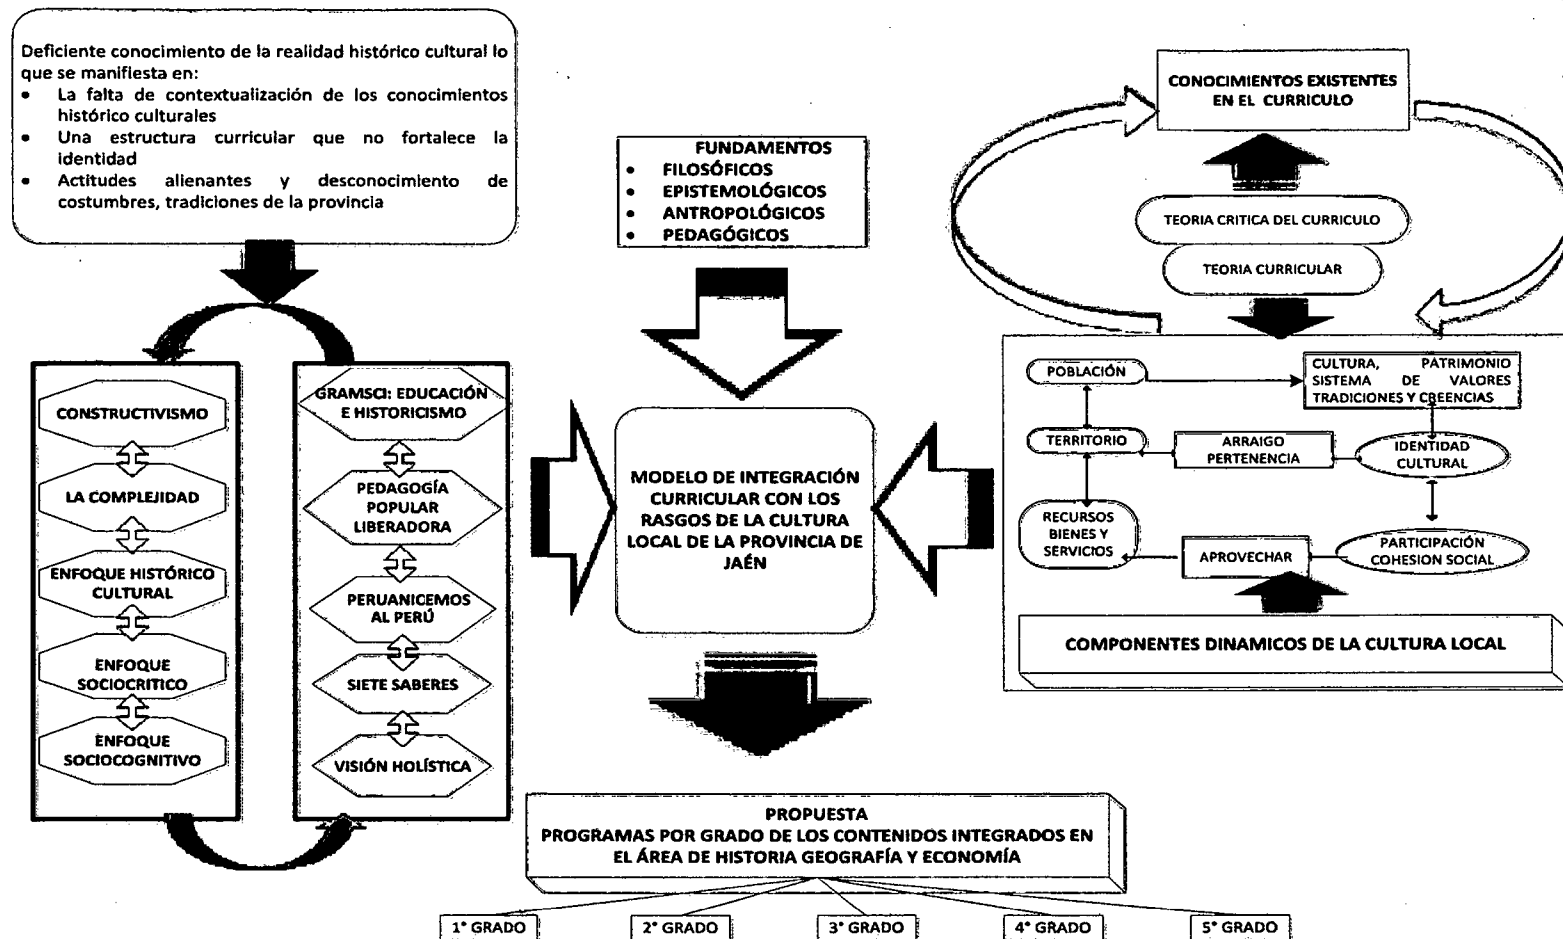 Deficiente conocimiento de la realidad histórico cultural lo
que se manifiesta en:
• La falta de contextualización de los conocimientos
histórico culturales
• Una estructura curricular que no fortalece la
identidad
• Actitudes alienantes y desconocimiento de
costumbres, tradiciones de la provincia
CONSTRUCTIVISMO
LA COMPLEJIDAD
ENFOQUE HISTÓRICO
CULTURAL
ENFOQUE
SOCIOCRITICO
ENFOQUE
SOCIOCOGNITIVO
GRAMSCI: EDUCACIÓN
E HISTORICISMO
PEDAGOGÍA
POPULAR
LIBERADORA
PERUANICEMOS
AL PERÚ
SIETE SABERES
VISIÓN HOLÍSTICA
FUNDAMENTOS
• FILOSÓFICOS
• EPISTEMOLÓGICOS
• ANTROPOLÓGICOS
• PEDAGÓGICOS
MODELO DE INTEGRACIÓN
CURRICULAR CON LOS
RASGOS DE LA CULTURA
LOCAL DE LA PROVINCIA DE
JAÉN
CONOCIMIENTOS EXISTENTES
EN EL CURRICULO
TEORIA CRITICA DEL CURRICULO
TEORIA CURRICULAR
POBLACIÓN
CULTURA, PATRIMONIO
SISTEMA DE VALORES
TRADICIONES Y CREENCIAS
TERRITORIO
ARRAIGO
PERTENENCIA
IDENTIDAD
CULTURAL
RECURSOS
BIENES Y
SERVICIOS
APROVECHAR
PARTICIPACIÓN
COHESION SOCIAL
COMPONENTES DINAMICOS DE LA CULTURA LOCAL
PROPUESTA
PROGRAMAS POR GRADO DE LOS CONTENIDOS INTEGRADOS EN
EL ÁREA DE HISTORIA GEOGRAFÍA Y ECONOMÍA
1° GRADO
2° GRADO
3° GRADO
4° GRADO
5° GRADO